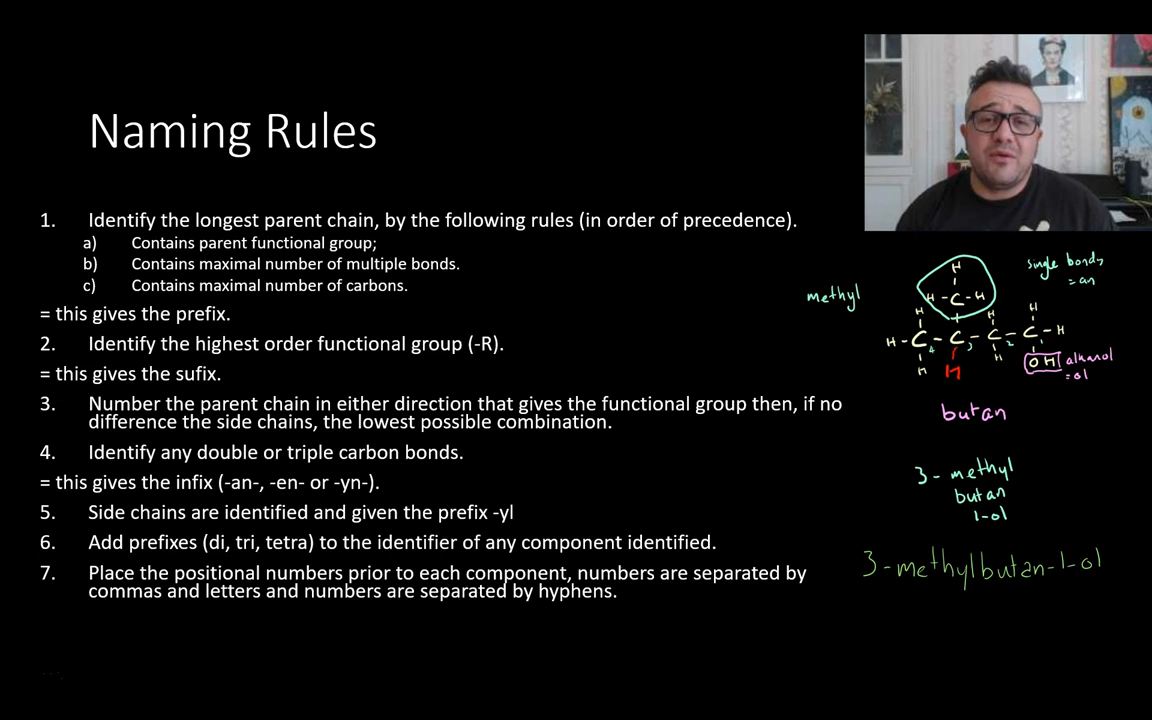 Naming Rules
1. Identify the longest parent chain, by the following rules (in order of precedence).
a) Contains parent functional group;
b) Contains maximal number of multiple bonds.
c) Contains maximal number of carbons.
= this gives the prefix.
2. Identify the highest order functional group (-R).
= this gives the sufix.
3. Number the parent chain in either direction that gives the functional group then, if no
difference the side chains, the lowest possible combination.
4. Identify any double or triple carbon bonds.
= this gives the infix (-an-, -en- or -yn-).
5. Side chains are identified and given the prefix -yl
6. Add prefixes (di, tri, tetra) to the identifier of any component identified.
7. Place the positional numbers prior to each component, numbers are separated by
commas and letters and numbers are separated by hyphens.
single bonds
= an
methyl
H
H-C-H
H H H
H-C-C-C-C-H
4 3 2 1
H H H OH
alkanol
= ol
butan
3-methyl
butan
1-ol
3-methylbutan-1-ol